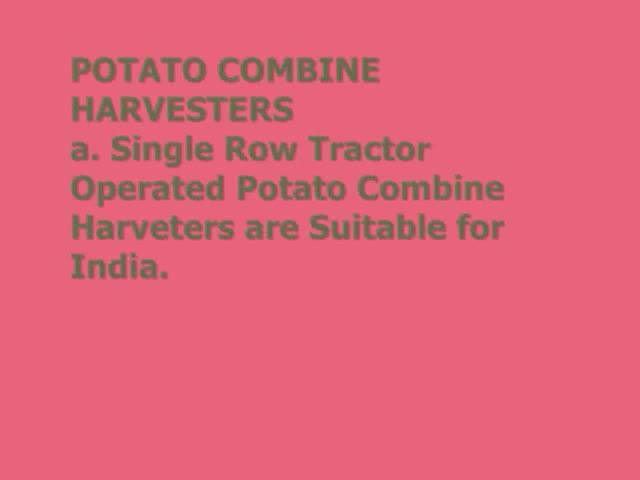 POTATO COMBINE
HARVESTERS
a. Single Row Tractor
Operated Potato Combine
Harveters are Suitable for
India.